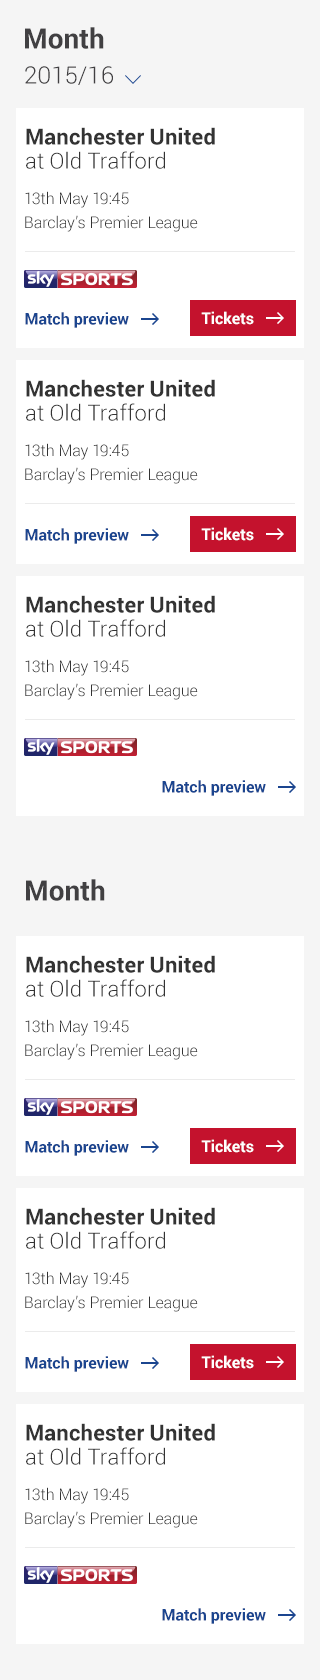 Month
2015/16
Manchester United
at Old Trafford
13th May 19:45
Barclay's Premier League
sky SPORTS
Match preview
Tickets
Manchester United
at Old Trafford
13th May 19:45
Barclay's Premier League
Match preview
Tickets
Manchester United
at Old Trafford
13th May 19:45
Barclay's Premier League
sky SPORTS
Match preview
Month
Manchester United
at Old Trafford
13th May 19:45
Barclay's Premier League
sky SPORTS
Match preview
Tickets
Manchester United
at Old Trafford
13th May 19:45
Barclay's Premier League
Match preview
Tickets
Manchester United
at Old Trafford
13th May 19:45
Barclay's Premier League
sky SPORTS
Match preview